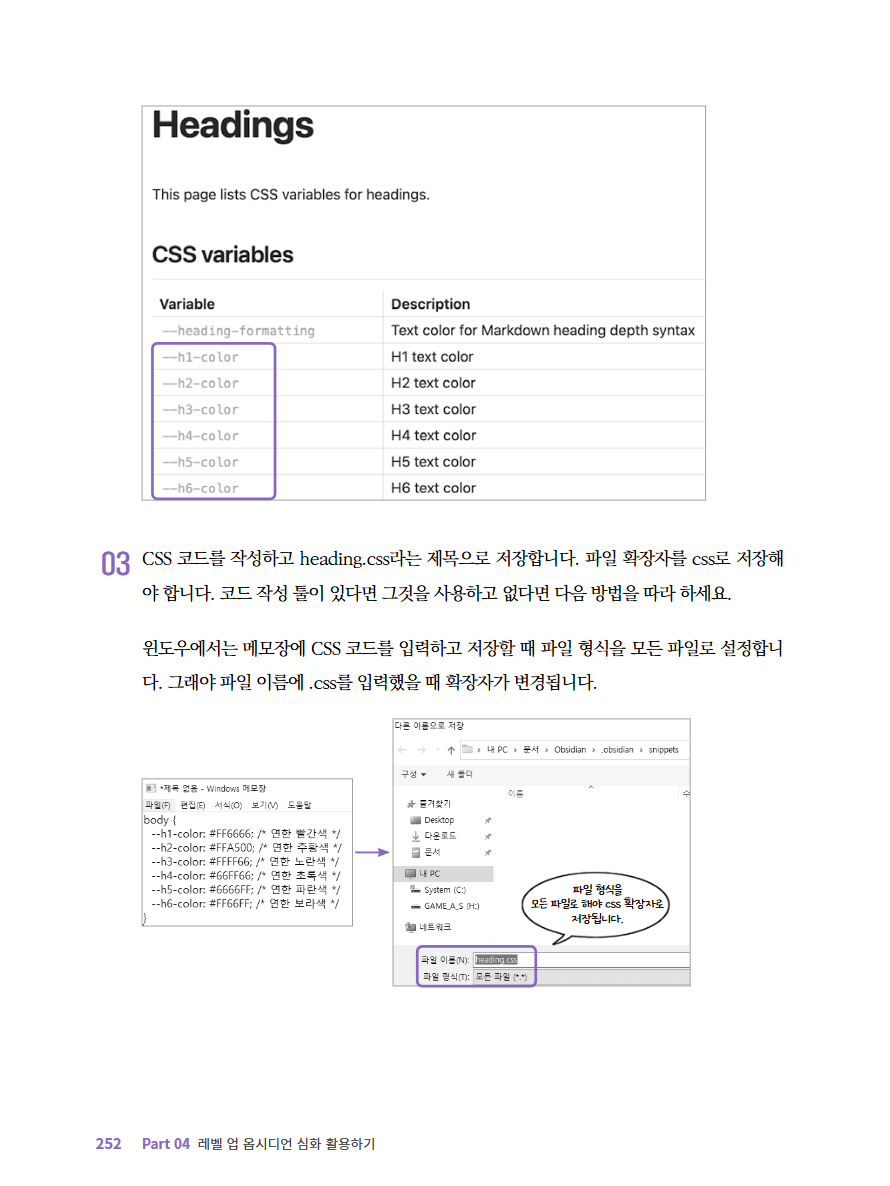 Headings
This page lists CSS variables for headings.
CSS variables
Variable Description
--heading-formatting Text color for Markdown heading depth syntax
--h1-color H1 text color
--h2-color H2 text color
--h3-color H3 text color
--h4-color H4 text color
--h5-color H5 text color
--h6-color H6 text color
03 CSS 코드를 작성하고 heading.css라는 제목으로 저장합니다. 파일 확장자를 css로 저장해
야 합니다. 코드 작성 툴이 있다면 그것을 사용하고 없다면 다음 방법을 따라 하세요.
윈도우에서는 메모장에 CSS 코드를 입력하고 저장할 때 파일 형식을 모든 파일로 설정합니
다. 그래야 파일 이름에 .css를 입력했을 때 확장자가 변경됩니다.
*제목 없음 - Windows 메모장
파일(F) 편집(E) 서식(O) 보기(V) 도움말
body {
--h1-color: #FF6666; /* 연한 빨간색 */
--h2-color: #FFA500; /* 연한 주황색 */
--h3-color: #FFFF66; /* 연한 노란색 */
--h4-color: #66FF66; /* 연한 초록색 */
--h5-color: #6666FF; /* 연한 파란색 */
--h6-color: #FF66FF; /* 연한 보라색 */
}
다른 이름으로 저장
내 PC > 문서 > Obsidian > .obsidian > snippets
구성 새 폴더
이름 수
즐겨찾기
Desktop
다운로드
문서
내 PC
System (C:)
GAME_A_S (H:)
네트워크
파일 형식을
모든 파일로 해야 css 확장자로
저장됩니다.
파일 이름(N): heading.css
파일 형식(T): 모든 파일 (*.*)
252 Part 04 레벨 업 옵시디언 심화 활용하기